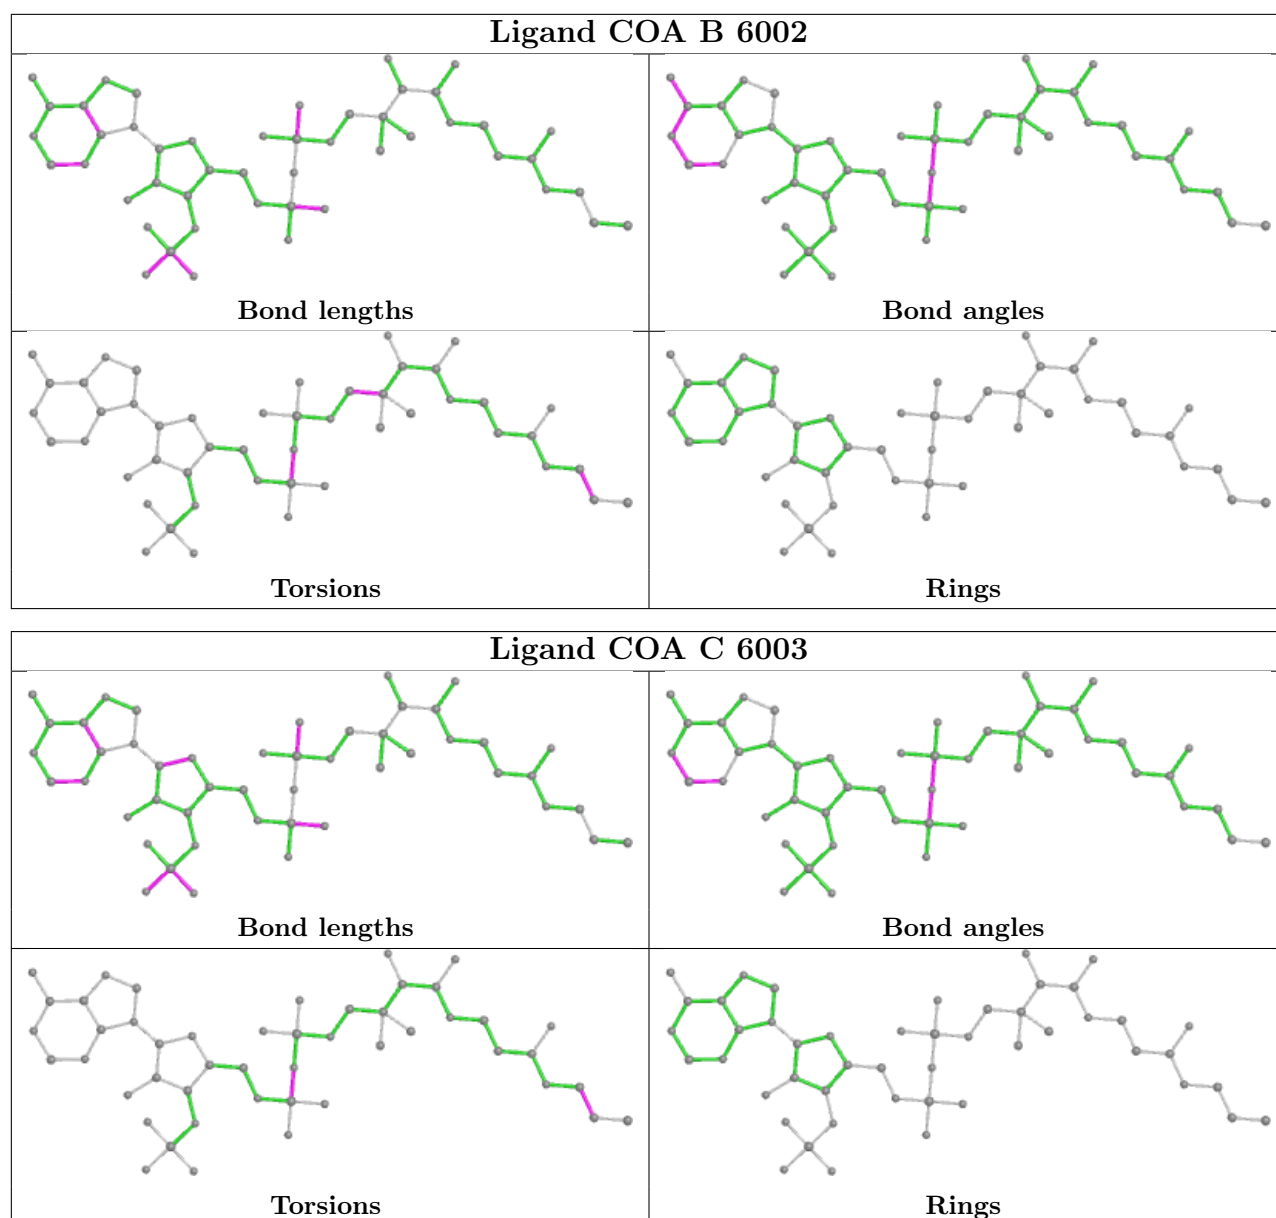 Ligand COA B 6002
Bond lengths
Bond angles
Torsions
Rings
Ligand COA C 6003
Bond lengths
Bond angles
Torsions
Rings